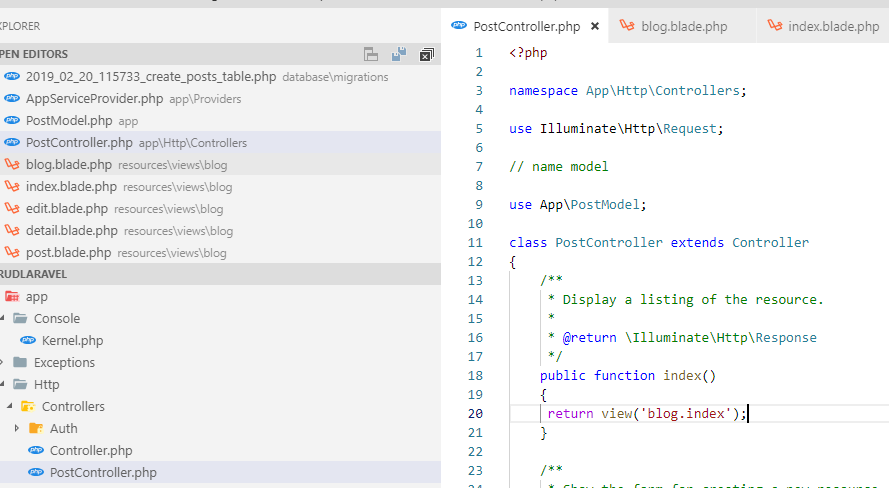 XPLORER
PEN EDITORS
2019_02_20_115733_create_posts_table.php database\migrations
AppServiceProvider.php app\Providers
PostModel.php app
PostController.php app\Http\Controllers
blog.blade.php resources\views\blog
index.blade.php resources\views\blog
edit.blade.php resources\views\blog
detail.blade.php resources\views\blog
post.blade.php resources\views\blog
RUDLARAVEL
app
Console
php Kernel.php
Exceptions
Http
Controllers
Auth
php Controller.php
php PostController.php
php PostController.php × blog.blade.php index.blade.php
1 <?php
2
3 namespace App\Http\Controllers;
4
5 use Illuminate\Http\Request;
6
7 // name model
8
9 use App\PostModel;
10
11 class PostController extends Controller
12 {
13 /**
14 * Display a listing of the resource.
15 *
16 * @return \Illuminate\Http\Response
17 */
18 public function index()
19 {
20 return view('blog.index');
21 }
22
23 /**